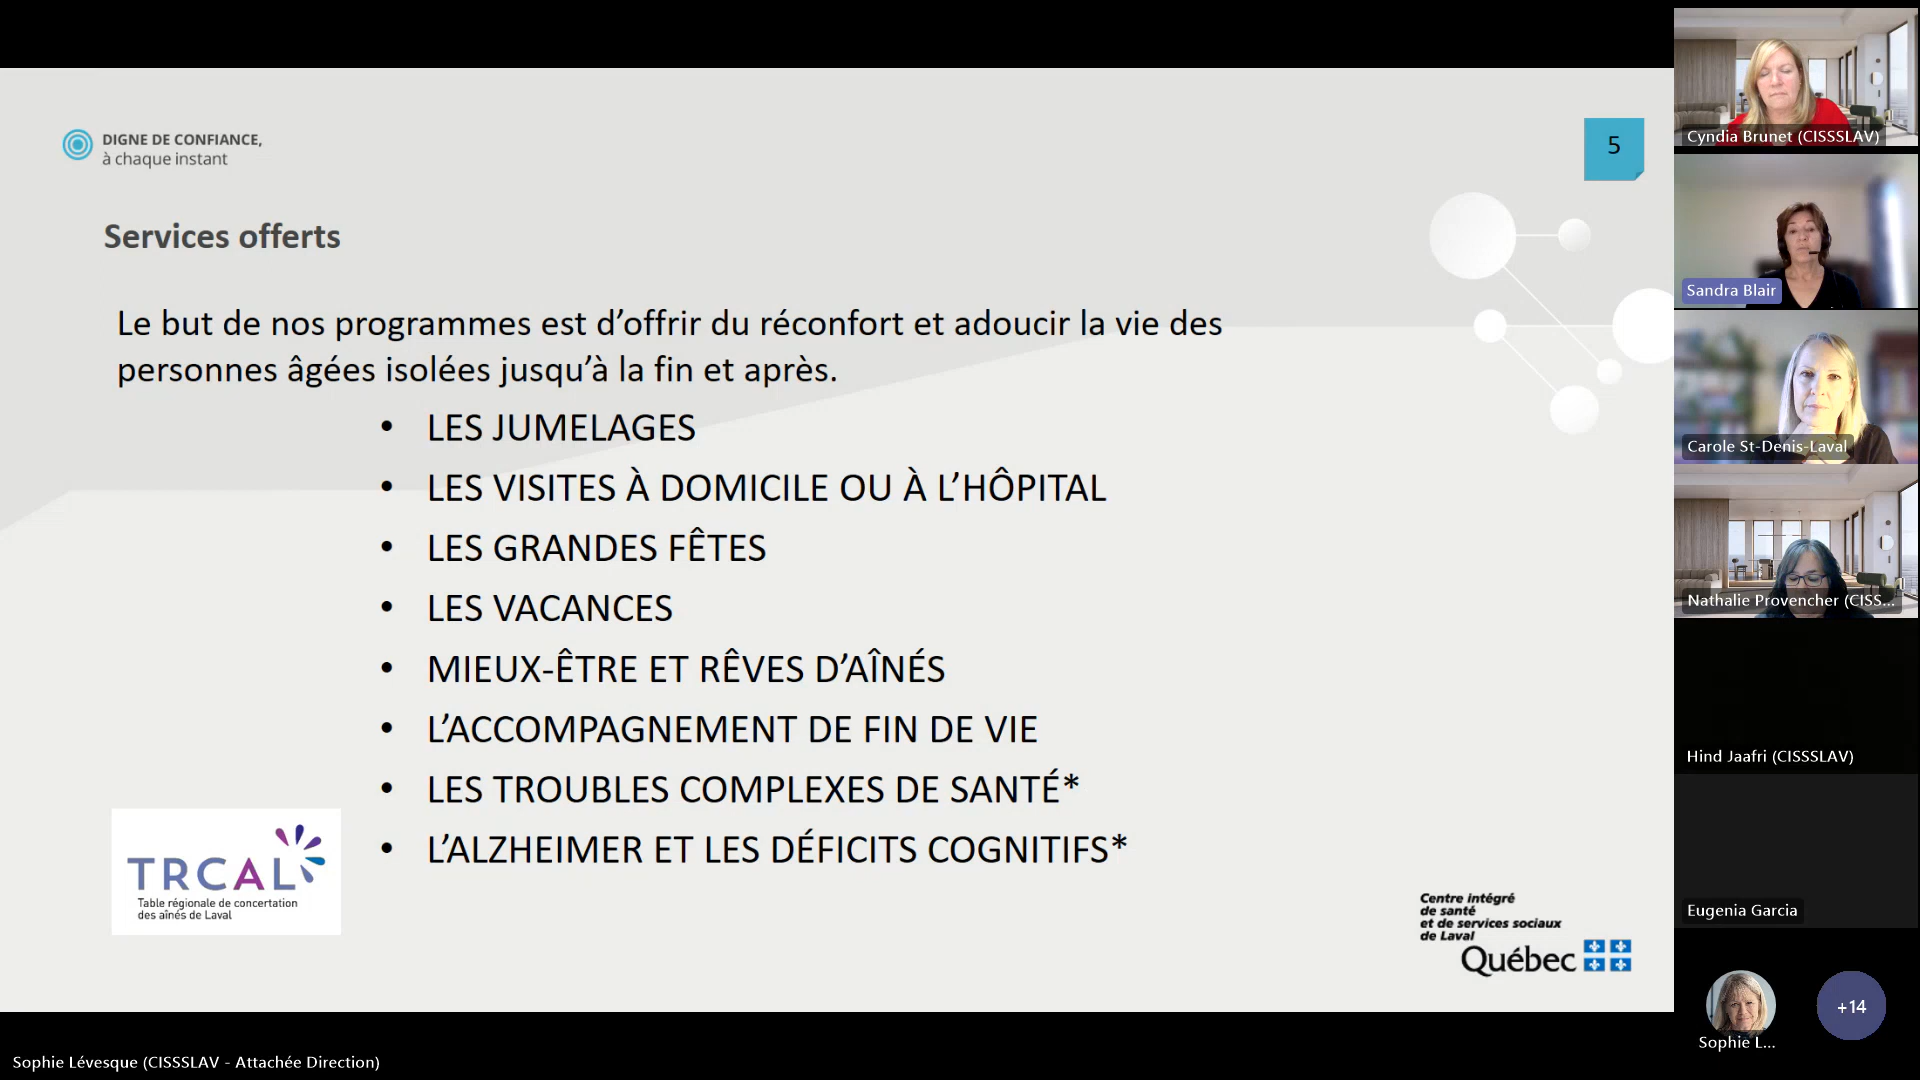 DIGNE DE CONFIANCE,
à chaque instant
5
Services offerts
Le but de nos programmes est d’offrir du réconfort et adoucir la vie des
personnes âgées isolées jusqu’à la fin et après.
• LES JUMELAGES
• LES VISITES À DOMICILE OU À L’HÔPITAL
• LES GRANDES FÊTES
• LES VACANCES
• MIEUX-ÊTRE ET RÊVES D’AÎNÉS
• L’ACCOMPAGNEMENT DE FIN DE VIE
• LES TROUBLES COMPLEXES DE SANTÉ*
• L’ALZHEIMER ET LES DÉFICITS COGNITIFS*
TRCAL
Table régionale de concertation
des aînés de Laval
Centre intégré
de santé
et de services sociaux
de Laval
Québec
Cyndia Brunet (CISSSLAV)
Sandra Blair
Carole St-Denis-Laval
Nathalie Provencher (CISS...
Hind Jaafri (CISSSLAV)
Eugenia Garcia
Sophie L...
+14
Sophie Lévesque (CISSSLAV - Attachée Direction)